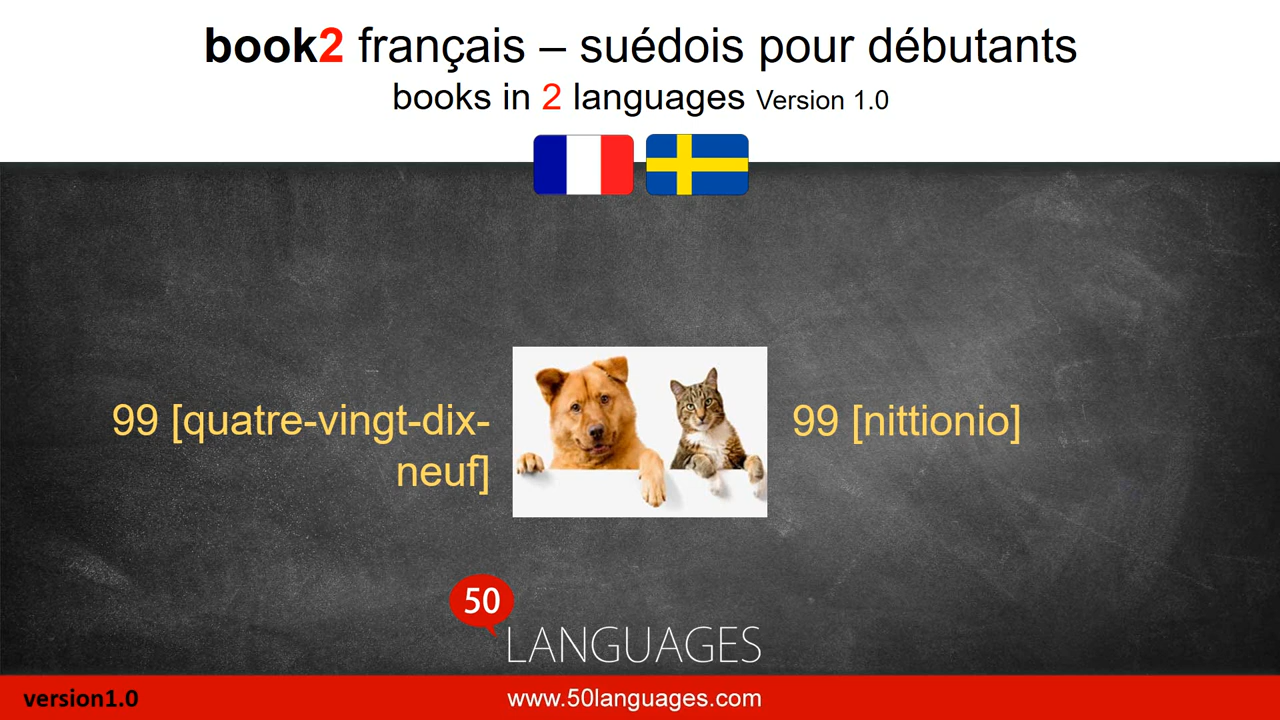 book2 français – suédois pour débutants
books in 2 languages Version 1.0
99 [quatre-vingt-dix-
neuf]
99 [nittionio]
50
LANGUAGES
version1.0
www.50languages.com